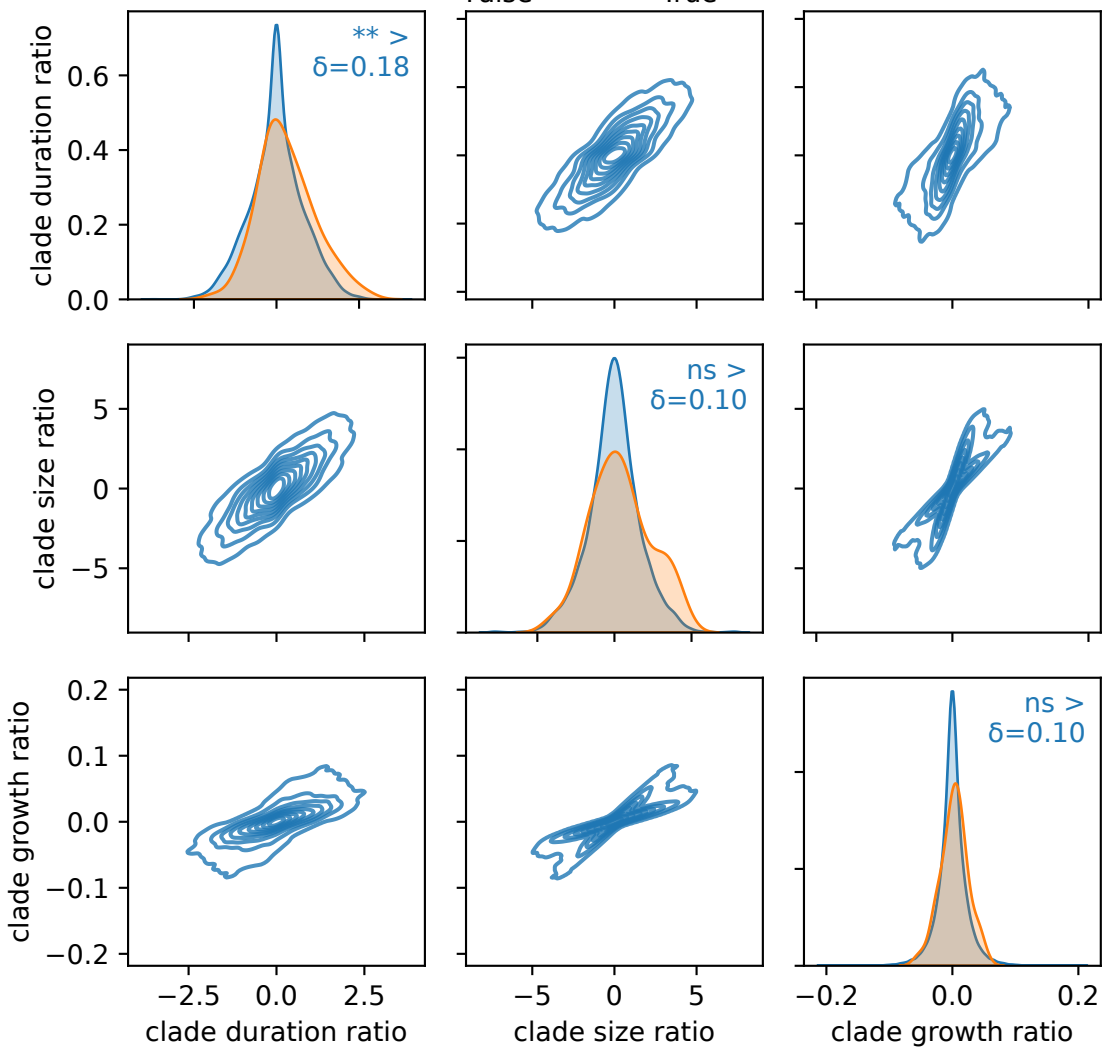 clade duration ratio
0.6
0.4
0.2
0.0
** >
δ=0.18
clade size ratio
5
0
−5
ns >
δ=0.10
clade growth ratio
0.2
0.1
0.0
−0.1
−0.2
ns >
δ=0.10
−2.5 0.0 2.5
clade duration ratio
−5 0 5
clade size ratio
−0.2 0.0 0.2
clade growth ratio